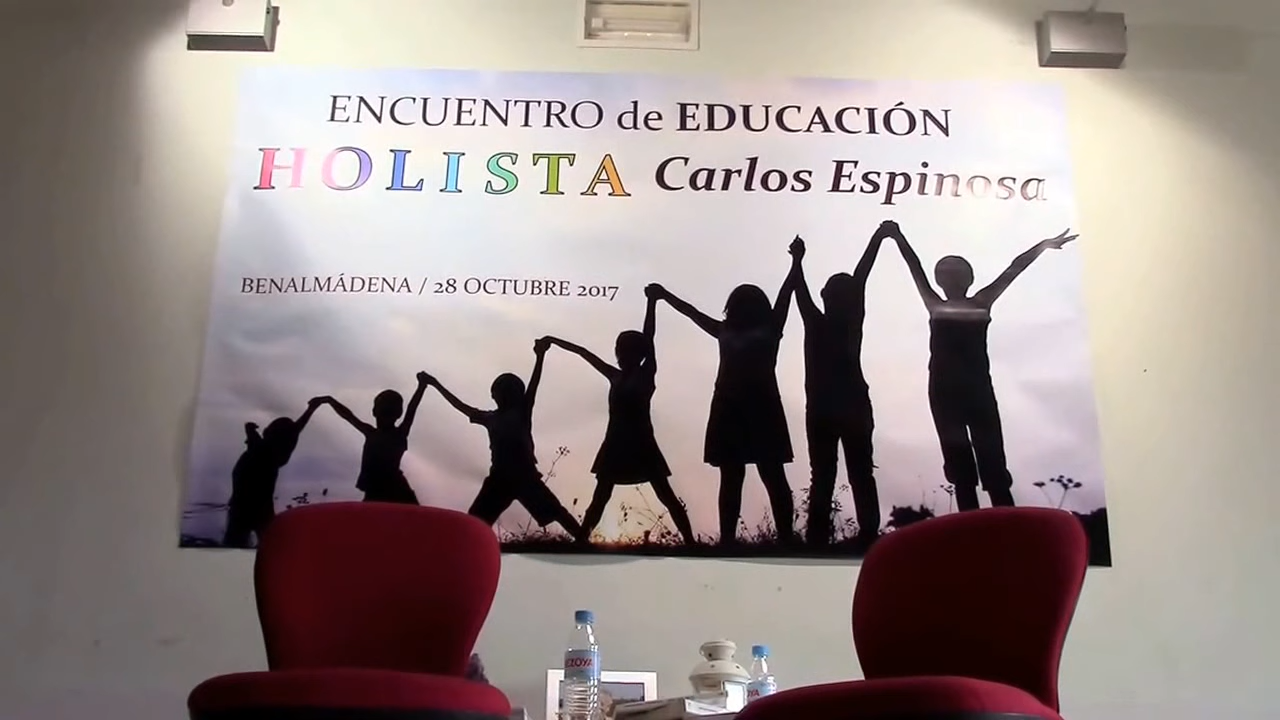 ENCUENTRO de EDUCACIÓN
HOLISTA Carlos Espinosa
BENALMÁDENA / 28 OCTUBRE 2017